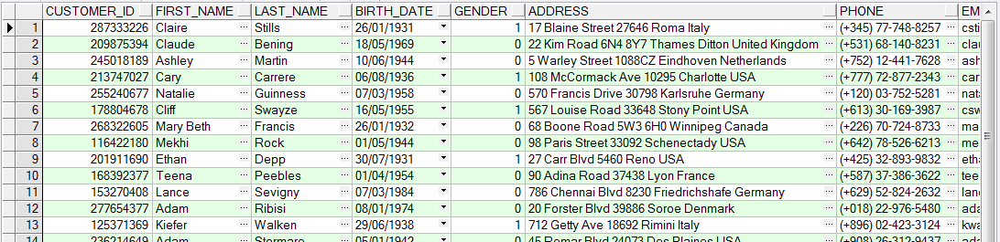 CUSTOMER_ID FIRST_NAME LAST_NAME BIRTH_DATE GENDER ADDRESS PHONE EM
1 287333226 Claire Stills 26/01/1931 1 17 Blaine Street 27646 Roma Italy (+345) 77-748-8257 csti
2 209875394 Claude Bening 18/05/1969 0 22 Kim Road 6N4 8Y7 Thames Ditton United Kingdom (+531) 68-140-8231 clau
3 245018189 Ashley Martin 10/06/1944 0 5 Warley Street 1088CZ Eindhoven Netherlands (+752) 12-441-7628 ash
4 213747027 Cary Carrere 06/08/1936 1 108 McCormack Ave 10295 Charlotte USA (+777) 72-877-2343 car
5 255240677 Natalie Guinness 07/03/1958 0 570 Francis Drive 30798 Karlsruhe Germany (+120) 03-752-5281 nata
6 178804678 Cliff Swayze 16/05/1955 1 567 Louise Road 33648 Stony Point USA (+613) 30-169-3987 csw
7 268322605 Mary Beth Francis 26/01/1932 0 68 Boone Road 5W3 6H0 Winnipeg Canada (+226) 70-724-8733 ma
8 116422180 Mekhi Rock 01/05/1944 0 98 Paris Street 33092 Schenectady USA (+642) 78-526-6213 me
9 201911690 Ethan Depp 30/07/1931 1 27 Carr Blvd 5460 Reno USA (+425) 32-893-9832 eth
10 168392377 Teena Peebles 01/04/1954 0 90 Adina Road 37438 Lyon France (+587) 37-386-3622 tee
11 153270408 Lance Sevigny 07/03/1984 0 786 Chennai Blvd 8230 Friedrichshafe Germany (+629) 52-824-2632 lan
12 277654377 Adam Ribisi 08/01/1974 0 20 Forster Blvd 39886 Soroe Denmark (+018) 22-976-5480 ada
13 125371369 Kiefer Walken 29/06/1938 1 712 Getty Ave 18692 Rimini Italy (+896) 02-423-3124 kwa
14 236214649 Adam Stormare 05/01/1942 0 45 Romar Blvd 24073 Des Plaines USA (+908) 26-312-9437 ada